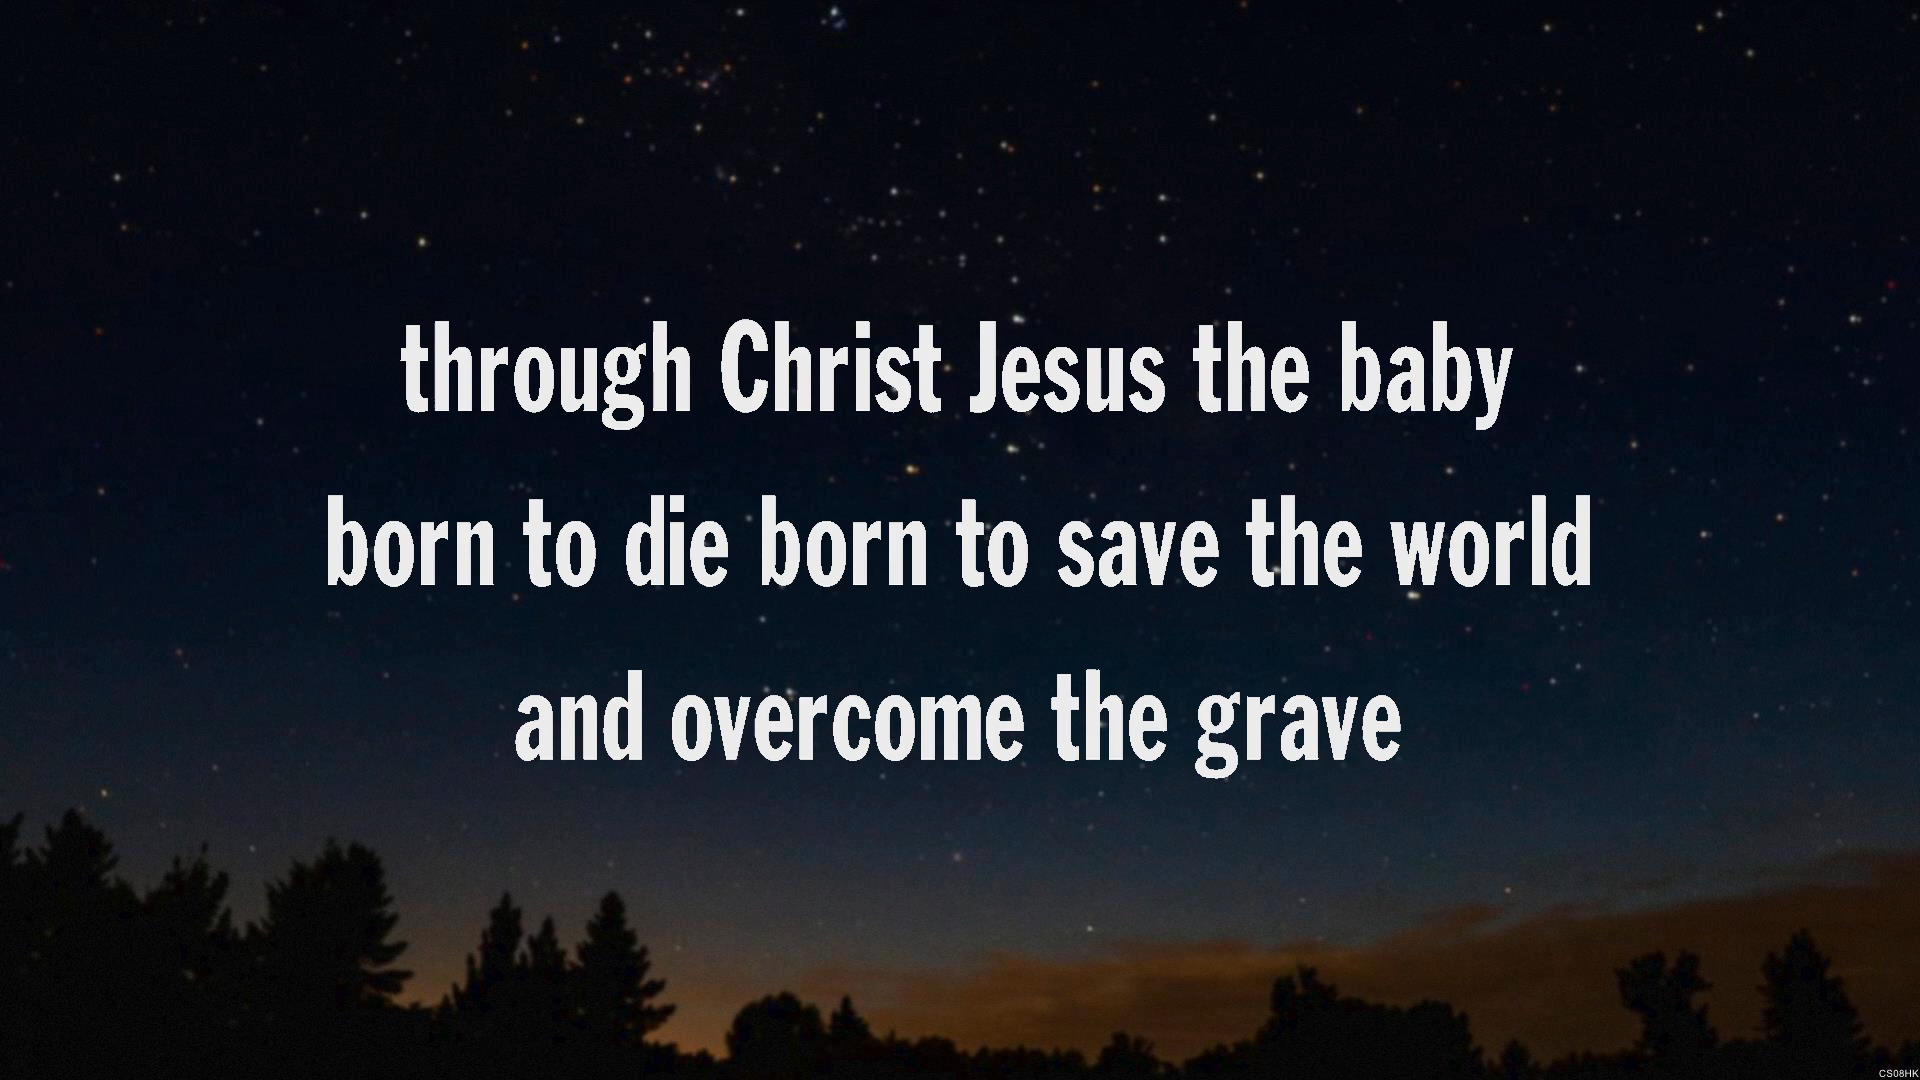 through Christ Jesus the baby
born to die born to save the world
and overcome the grave
CS08HK